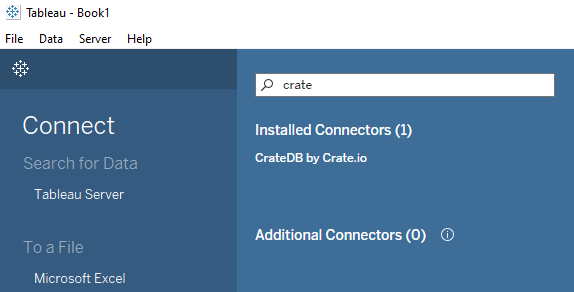 Tableau - Book1
File Data Server Help
crate
Connect
Installed Connectors (1)
Search for Data
CrateDB by Crate.io
Tableau Server
Additional Connectors (0)
To a File
Microsoft Excel